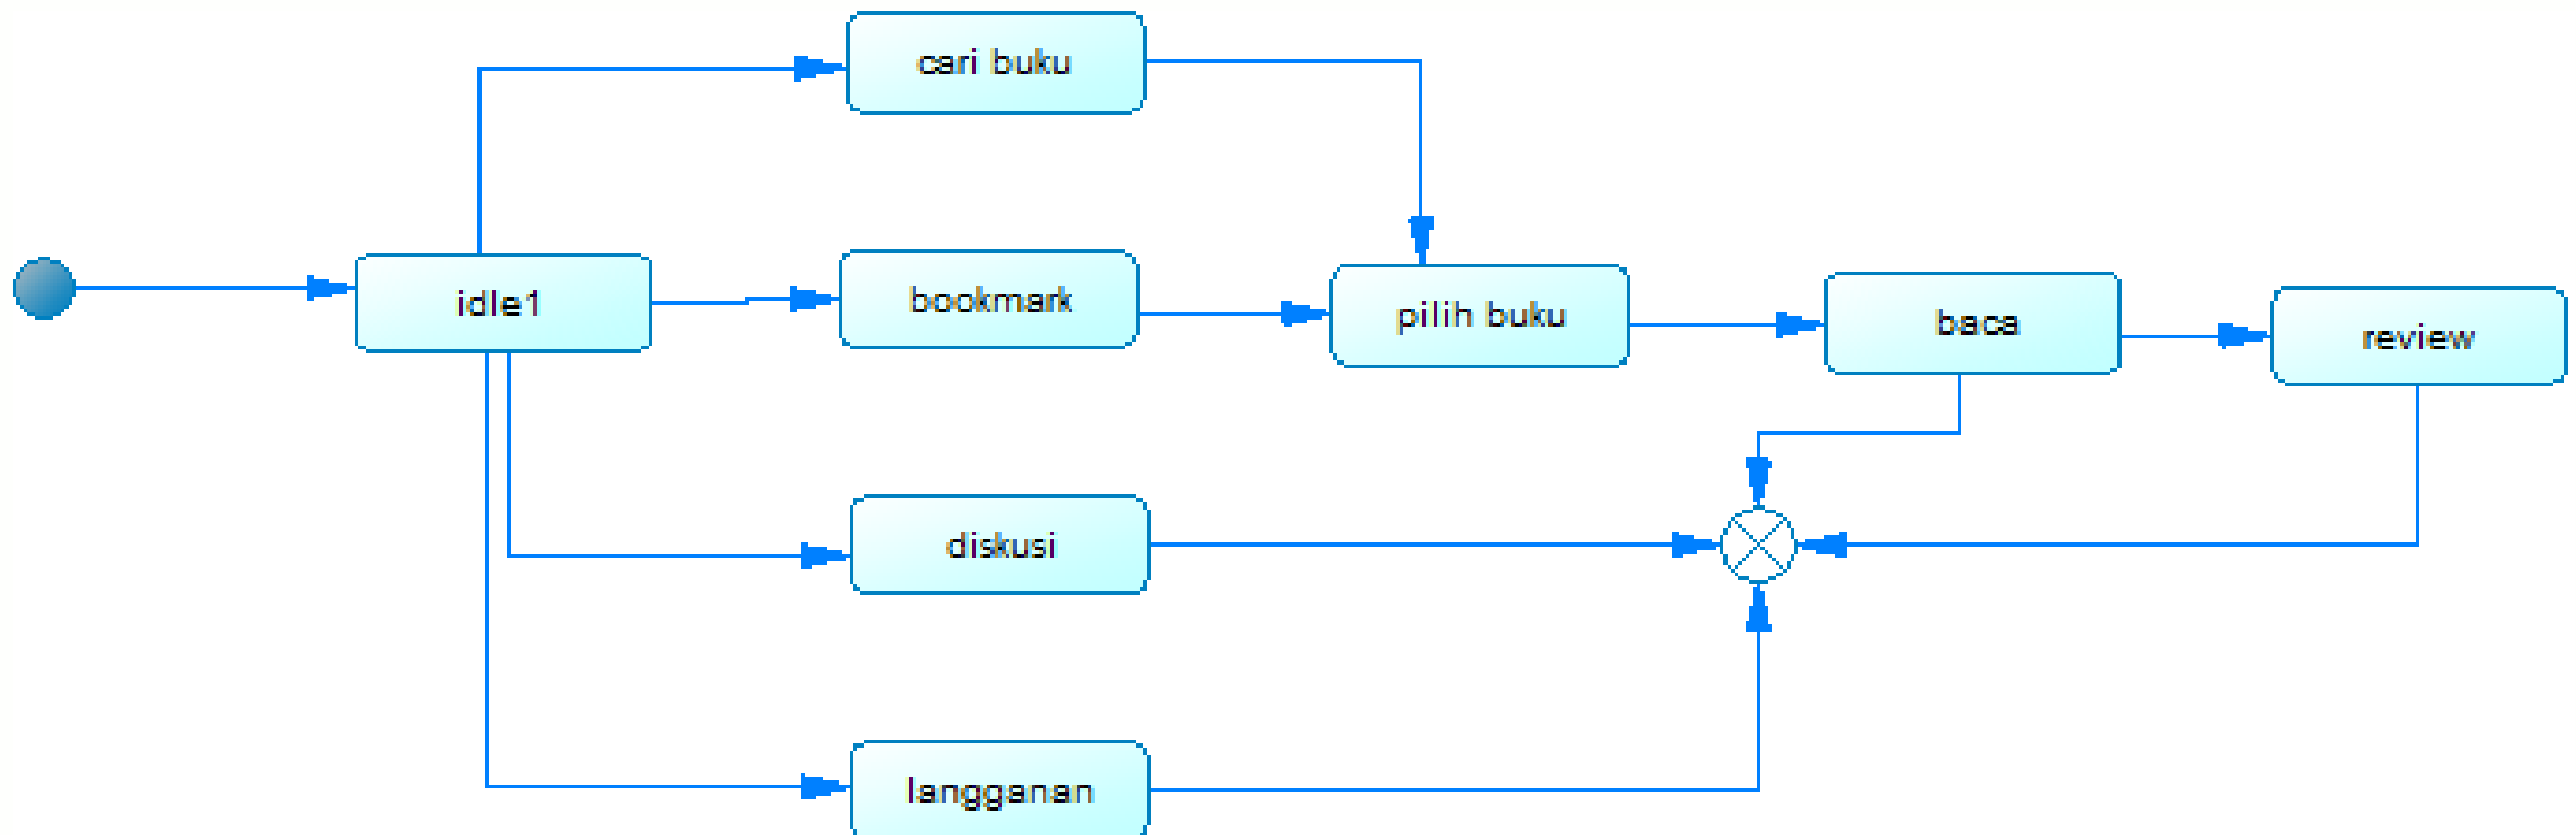 cari buku
idle1
bookmark
pilih buku
baca
review
diskusi
langganan